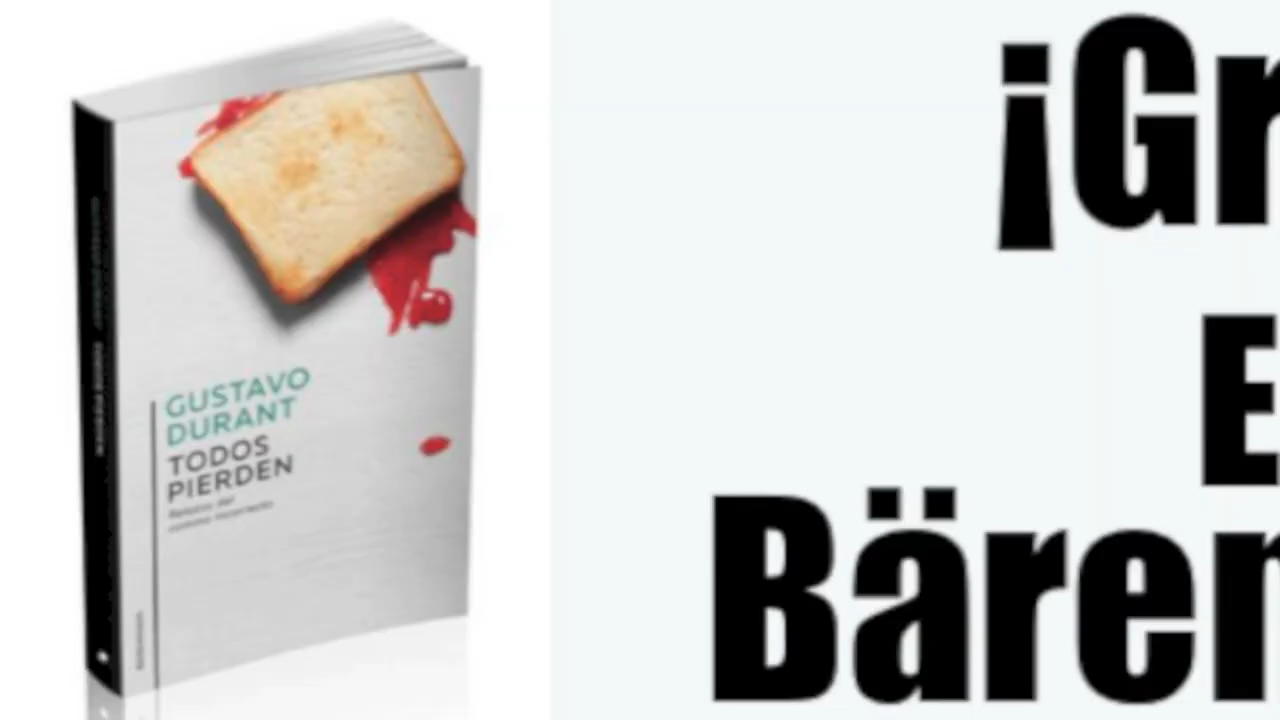 GUSTAVO
DURANT
TODOS
PIERDEN
¡Gr
E
Bären